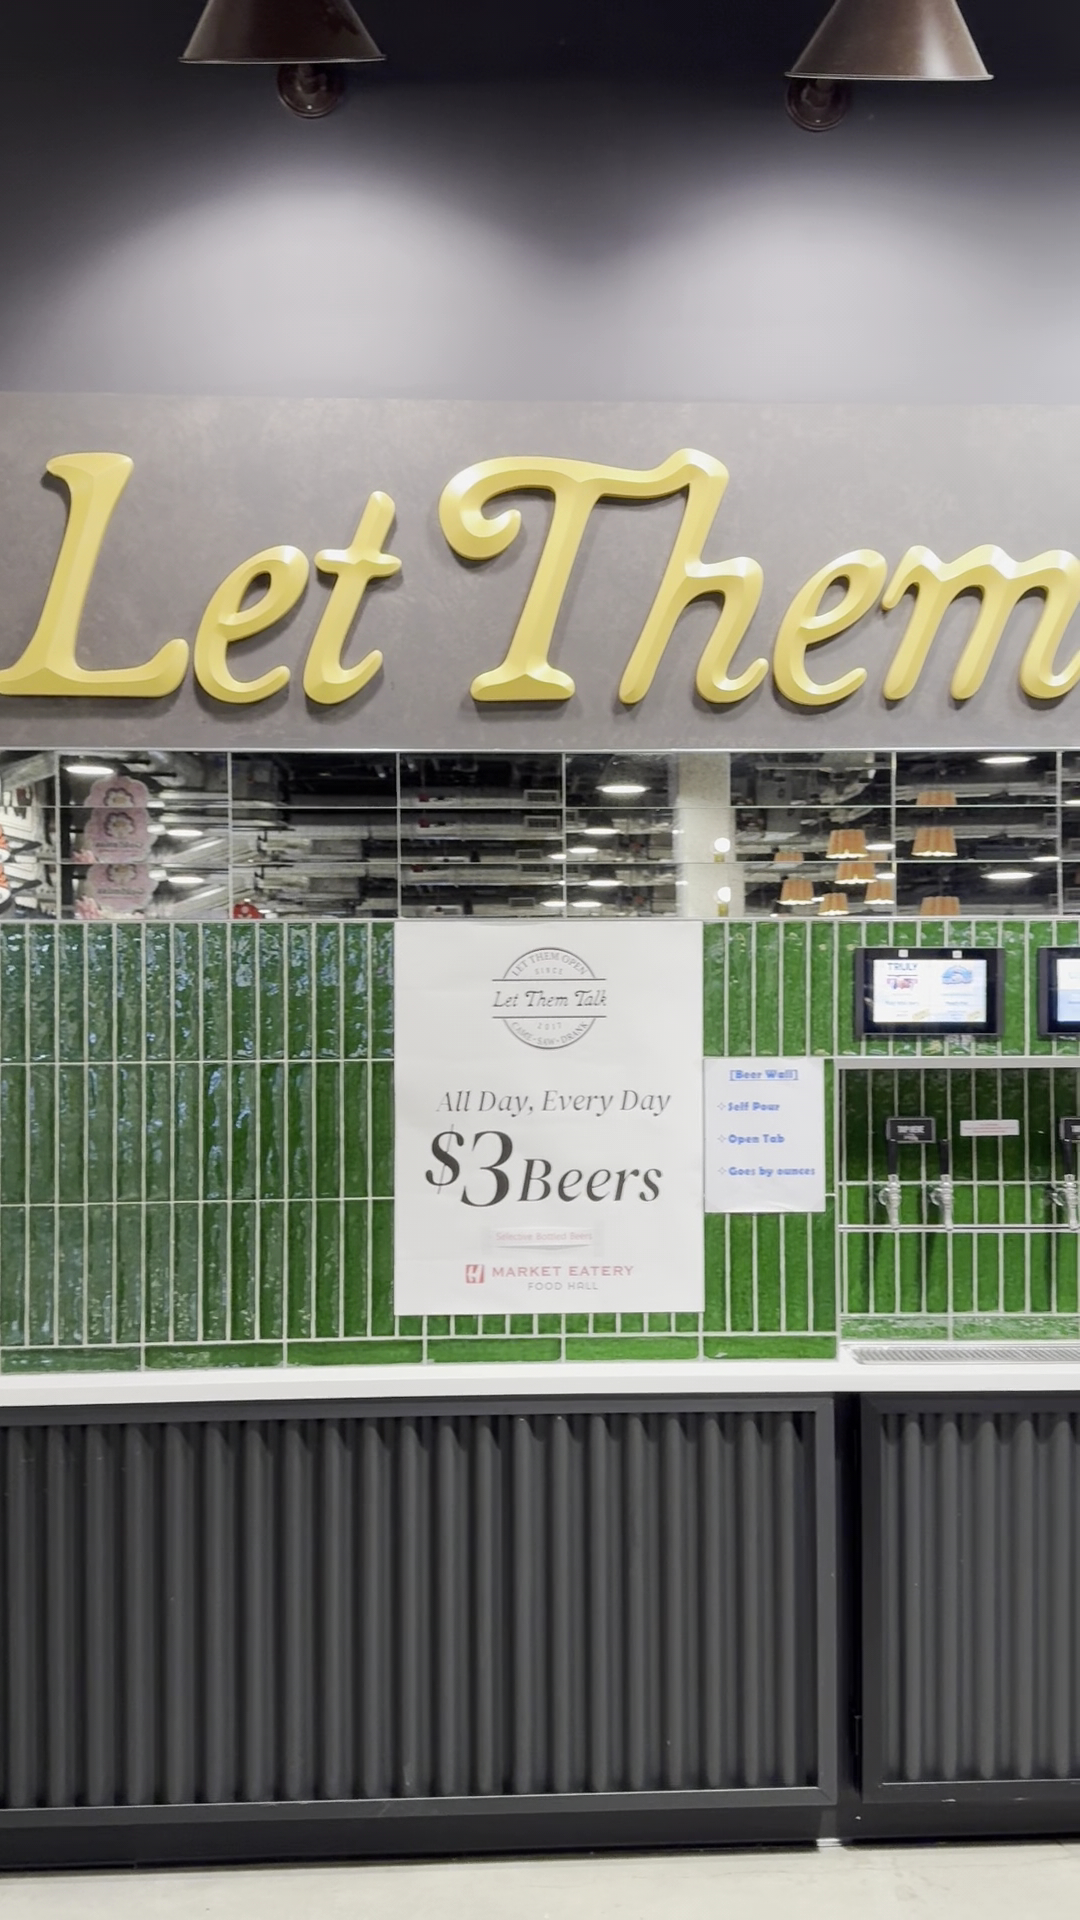 Let Them
LET THEM OPEN
SINCE
Let Them Talk
2017
CAME · SAW · DRANK
All Day, Every Day
$3 Beers
Selective Bottled Beers
MARKET EATERY
FOOD HALL
[Beer Wall]
Self Pour
Open Tab
Goes by ounces
TRULY